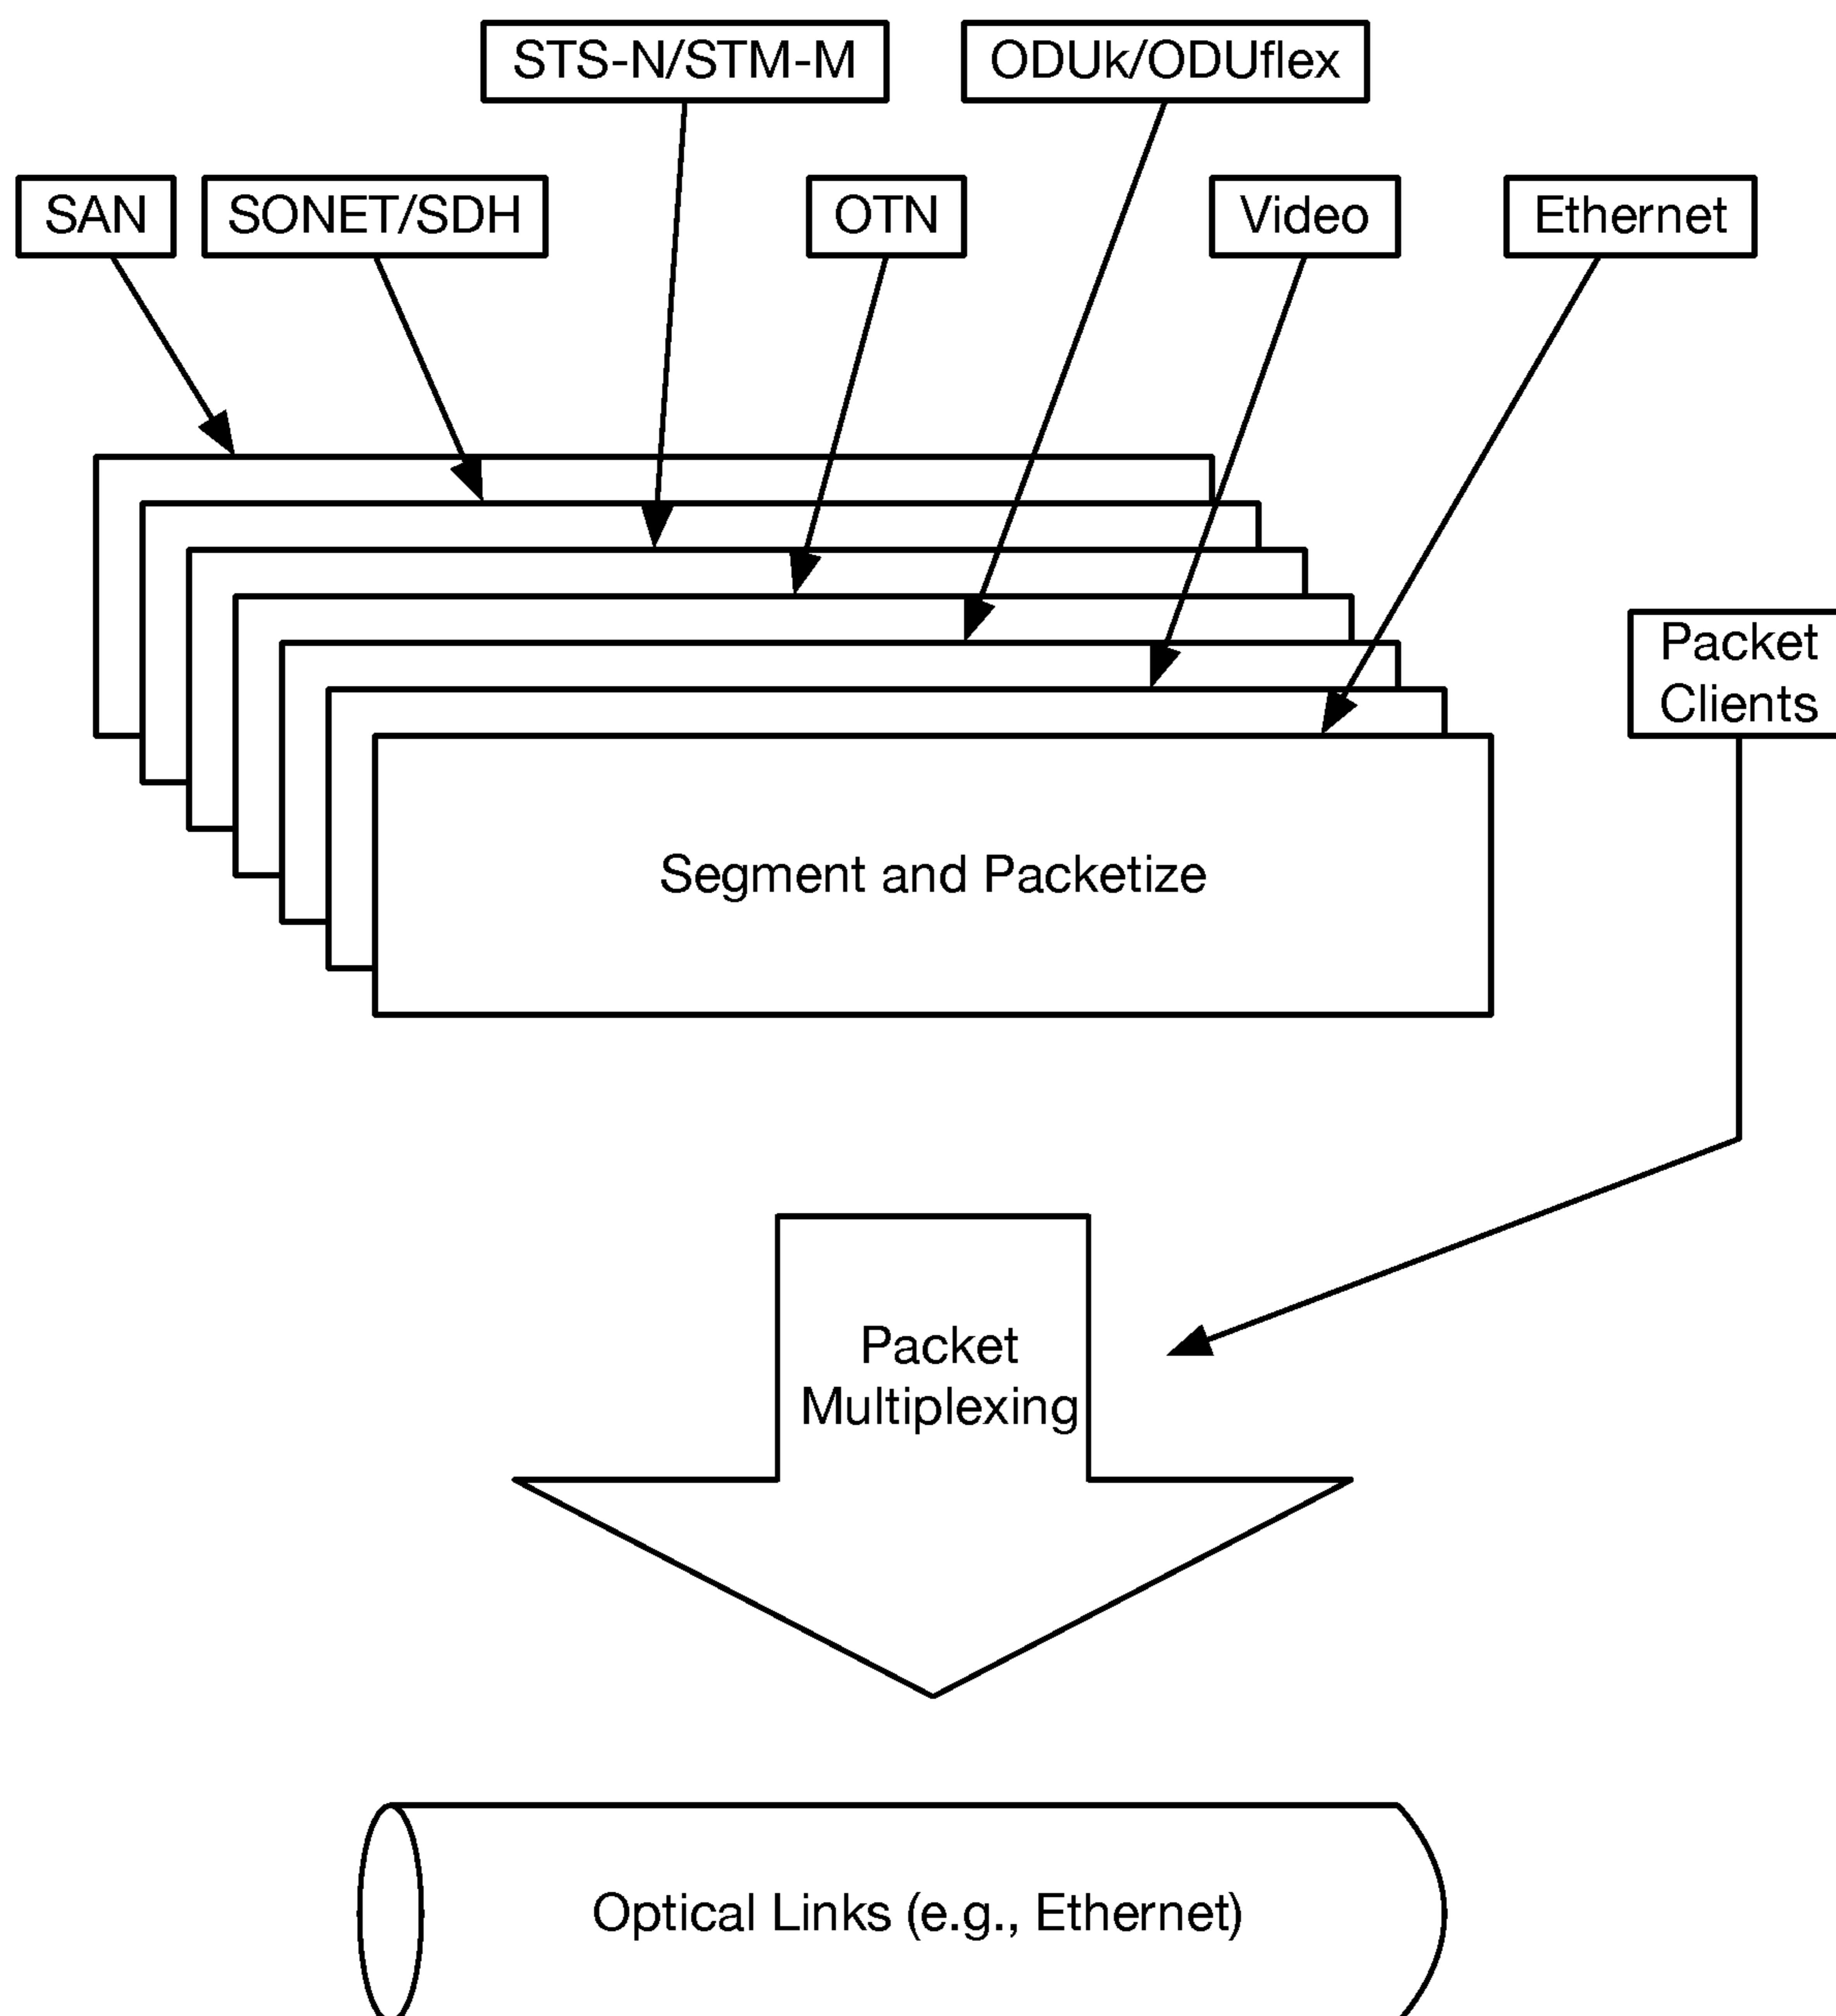 STS-N/STM-M
ODUk/ODUflex
SAN
SONET/SDH
OTN
Video
Ethernet
Packet
Clients
Segment and Packetize
Packet
Multiplexing
Optical Links (e.g., Ethernet)